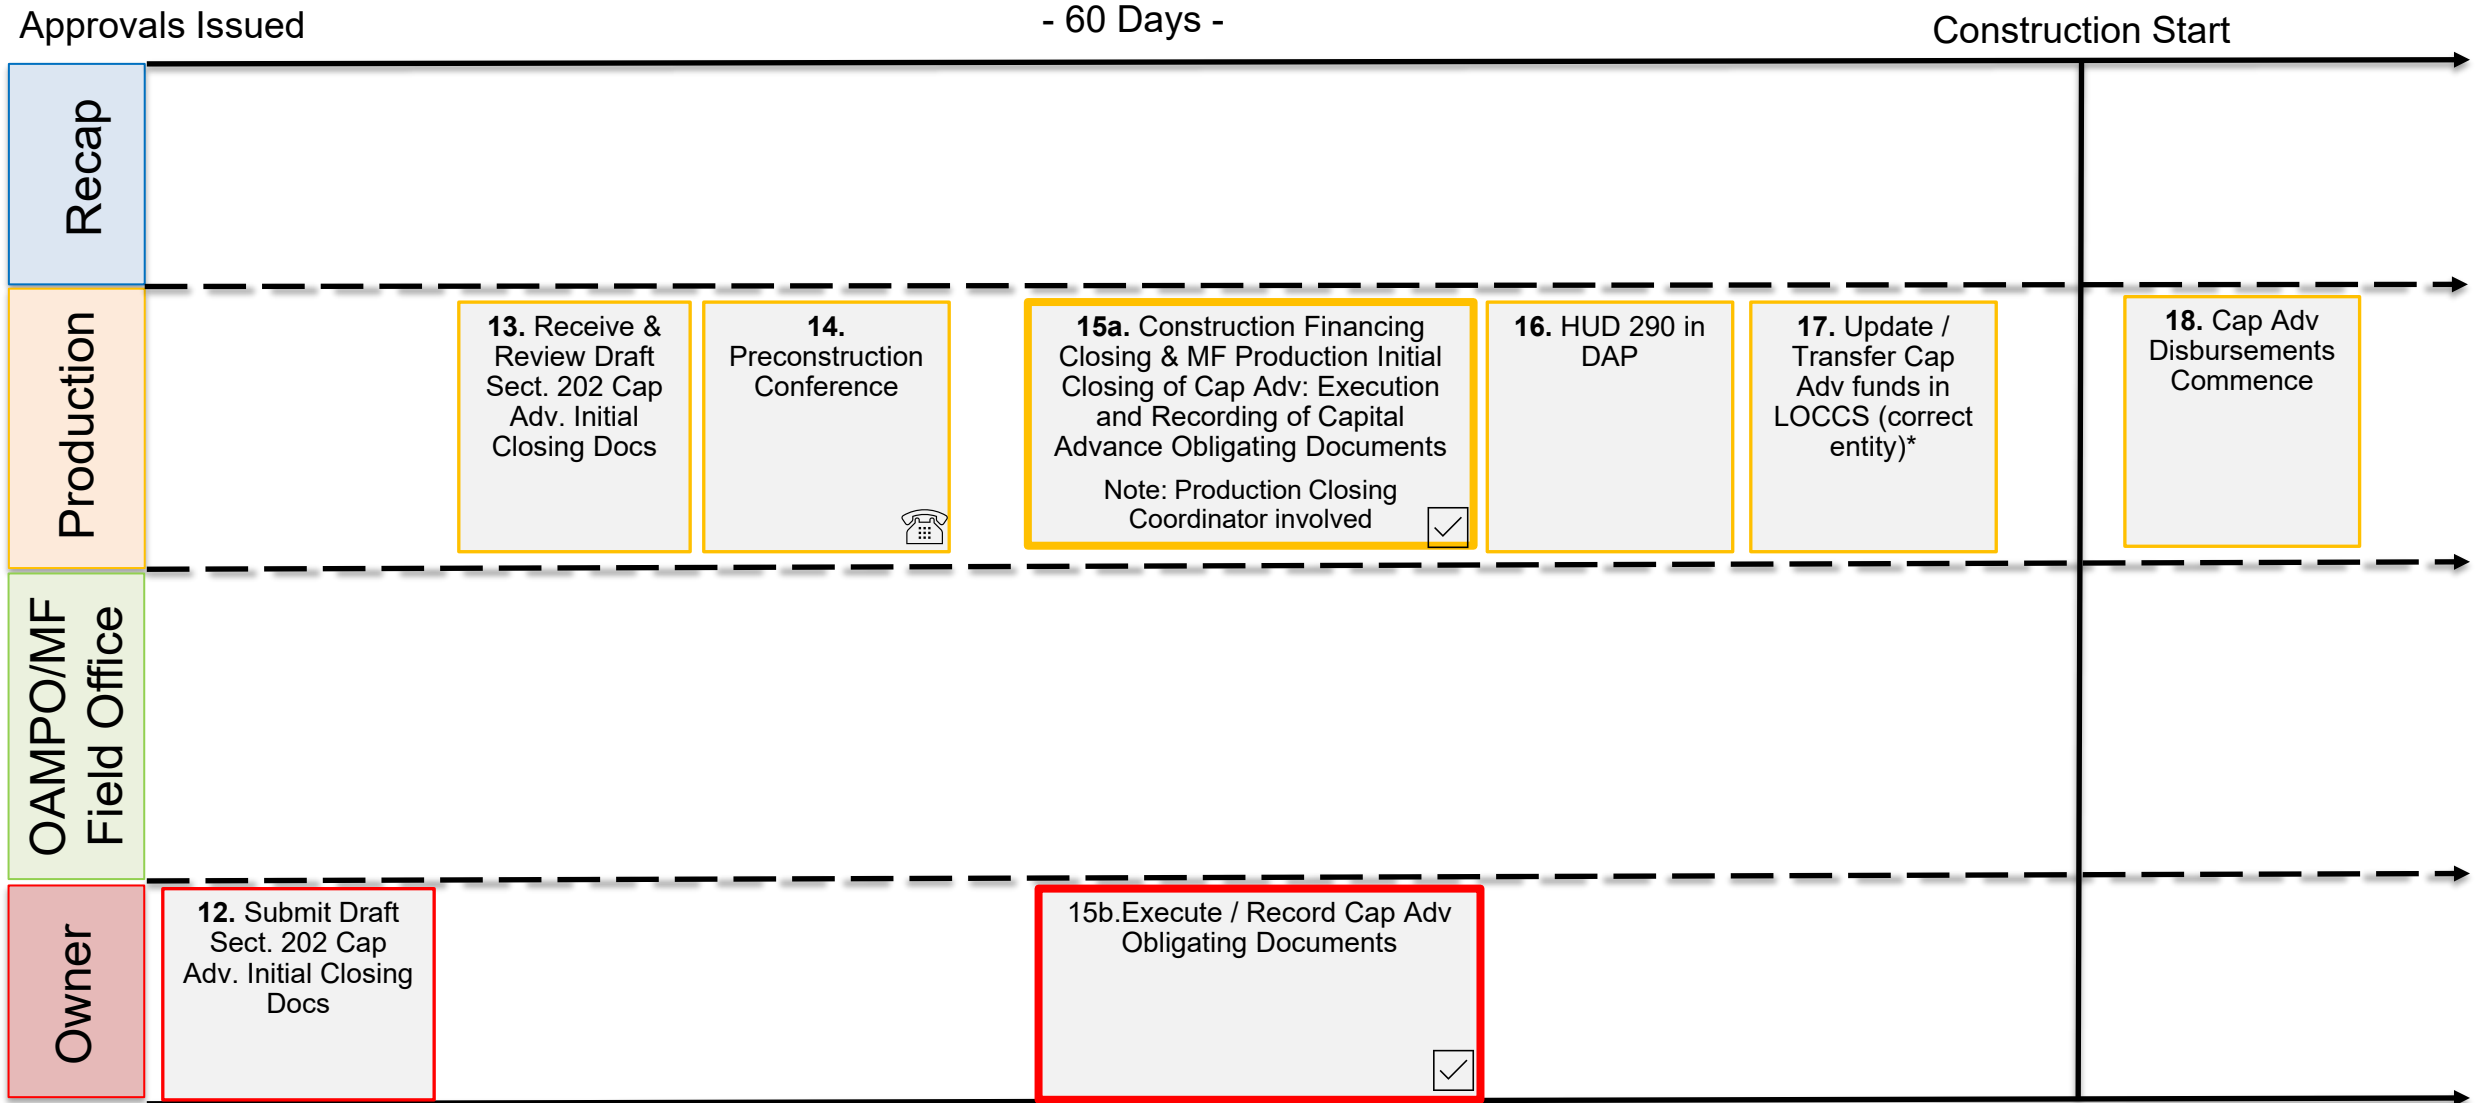 Approvals Issued
- 60 Days -
Construction Start
Recap
Production
13. Receive &
Review Draft
Sect. 202 Cap
Adv. Initial
Closing Docs
14.
Preconstruction
Conference
15a. Construction Financing
Closing & MF Production Initial
Closing of Cap Adv: Execution
and Recording of Capital
Advance Obligating Documents
Note: Production Closing
Coordinator involved
16. HUD 290 in
DAP
17. Update /
Transfer Cap
Adv funds in
LOCCS (correct
entity)*
18. Cap Adv
Disbursements
Commence
OAMPO/MF
Field Office
Owner
12. Submit Draft
Sect. 202 Cap
Adv. Initial Closing
Docs
15b.Execute / Record Cap Adv
Obligating Documents